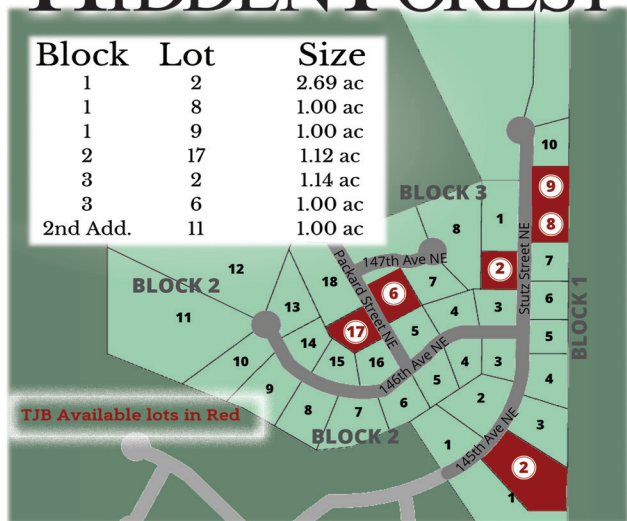 HIDDEN FOREST
Block Lot Size
1 2 2.69 ac
1 8 1.00 ac
1 9 1.00 ac
2 17 1.12 ac
3 2 1.14 ac
3 6 1.00 ac
2nd Add. 11 1.00 ac
10
9
BLOCK 3
1
8
8
Stutz Street NE
147th Ave NE
7
12
18
Packard Street NE
7
2
BLOCK 2
6
6
11
13
4
3
BLOCK 1
17
5
5
14
146th Ave NE
10
15
16
4
3
4
9
5
2
TJB Available lots in Red
8
7
6
3
BLOCK 2
1
145th Ave NE
2
1